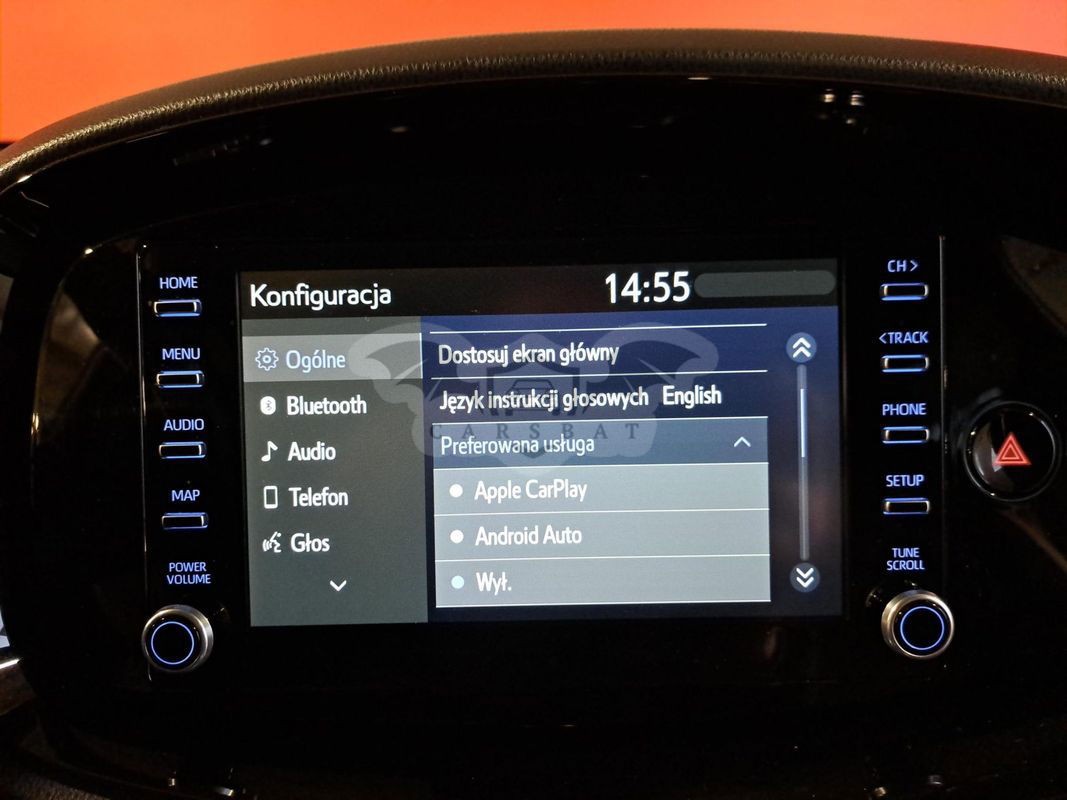 HOME
MENU
AUDIO
MAP
POWER
VOLUME
Konfiguracja
14:55
Ogólne
Bluetooth
Audio
Telefon
Głos
Dostosuj ekran główny
Język instrukcji głosowych English
Preferowana usługa
Apple CarPlay
Android Auto
Wył.
CARSBAT
CH >
< TRACK
PHONE
SETUP
TUNE
SCROLL